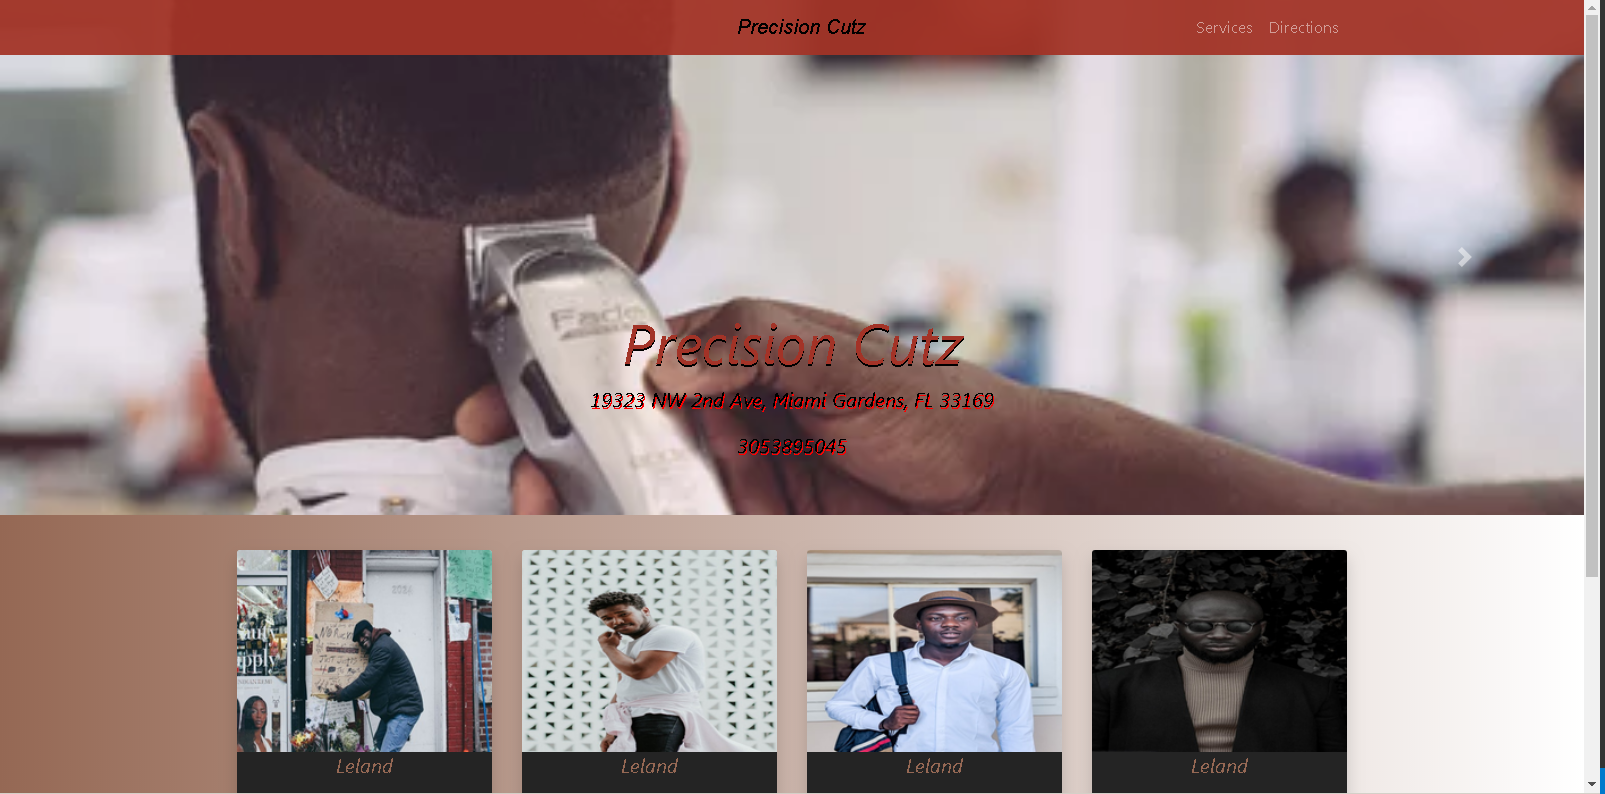 Precision Cutz
Services Directions
Fade
Precision Cutz
19323 NW 2nd Ave, Miami Gardens, FL 33169
3053895045
Leland
Leland
Leland
Leland